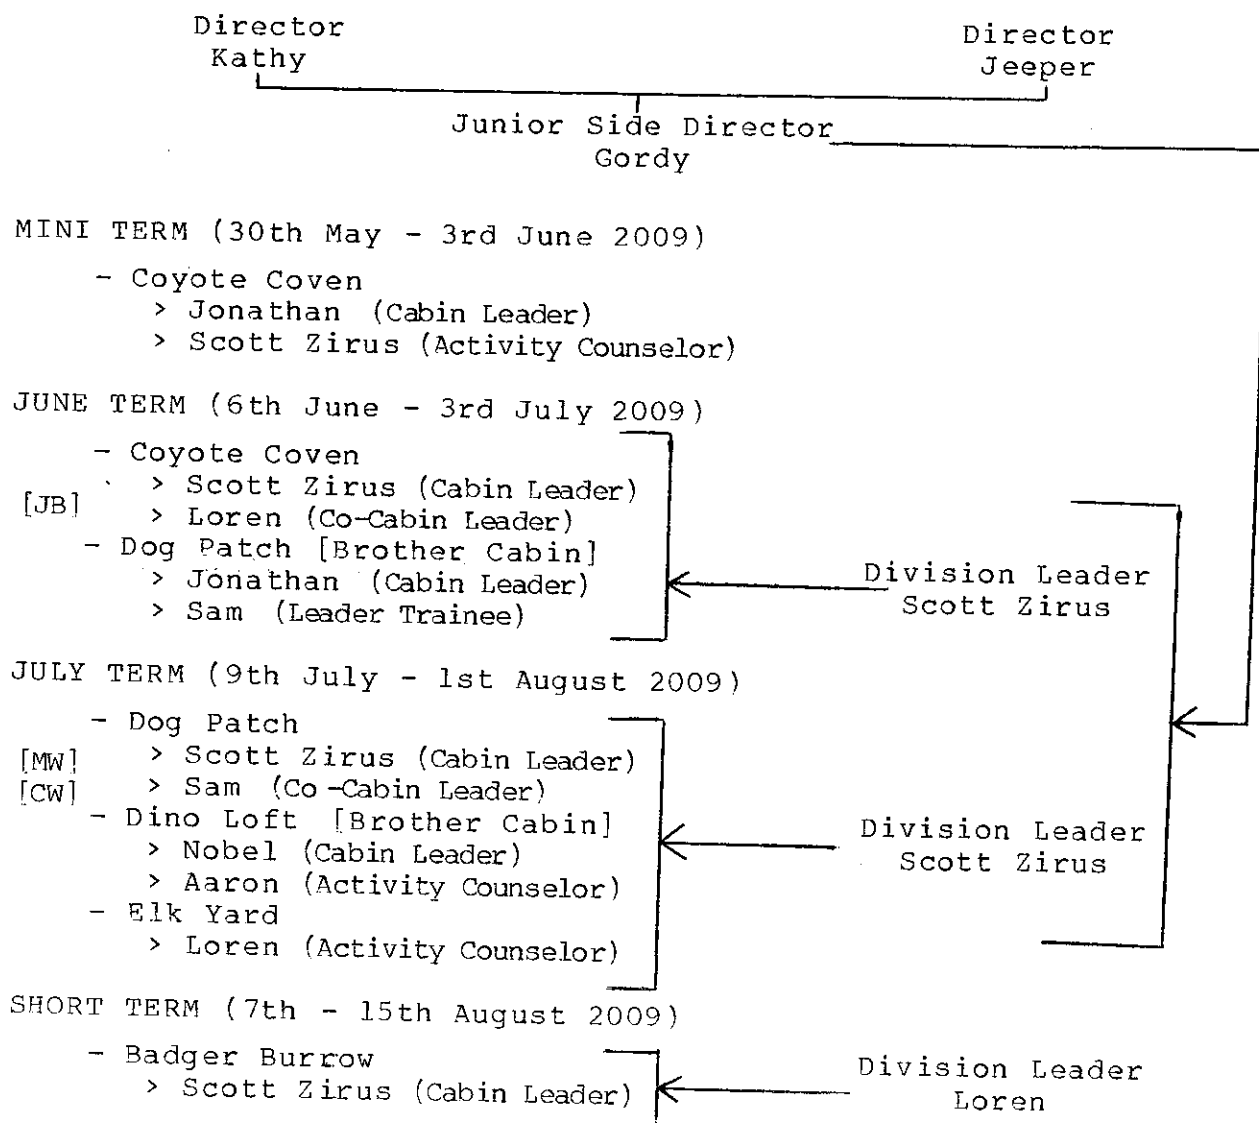 Director
Kathy
Director
Jeeper
Junior Side Director
Gordy
MINI TERM (30th May - 3rd June 2009)
- Coyote Coven
> Jonathan (Cabin Leader)
> Scott Zirus (Activity Counselor)
JUNE TERM (6th June - 3rd July 2009)
- Coyote Coven
> Scott Zirus (Cabin Leader)
[JB]
> Loren (Co-Cabin Leader)
- Dog Patch [Brother Cabin]
> Jonathan (Cabin Leader)
> Sam (Leader Trainee)
Division Leader
Scott Zirus
JULY TERM (9th July - 1st August 2009)
- Dog Patch
[MW]
> Scott Zirus (Cabin Leader)
[CW]
> Sam (Co-Cabin Leader)
- Dino Loft [Brother Cabin]
> Nobel (Cabin Leader)
> Aaron (Activity Counselor)
- Elk Yard
> Loren (Activity Counselor)
Division Leader
Scott Zirus
SHORT TERM (7th - 15th August 2009)
- Badger Burrow
> Scott Zirus (Cabin Leader)
Division Leader
Loren